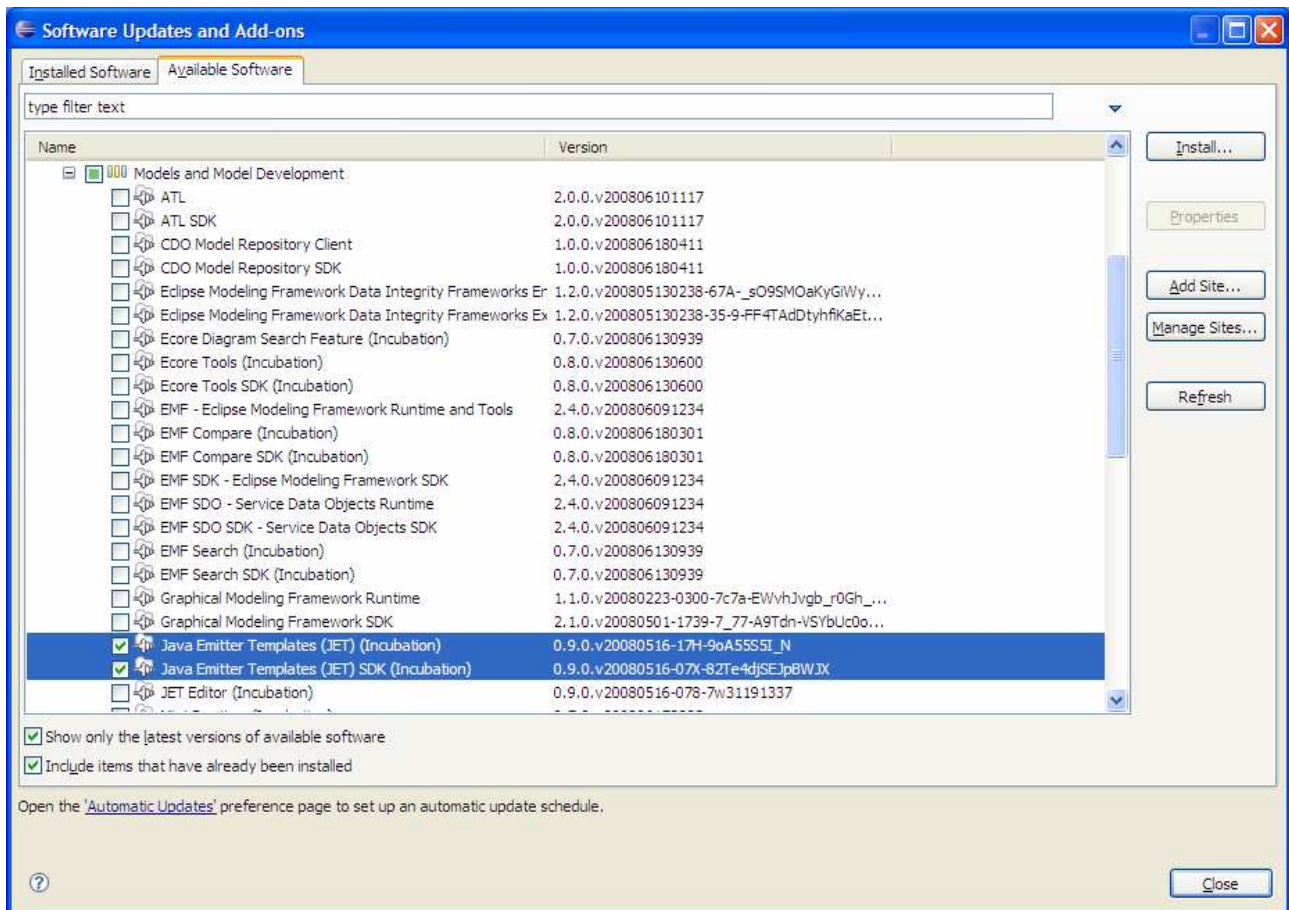 Software Updates and Add-ons
Installed Software Available Software
type filter text
Name Version
Install...
Models and Model Development
ATL 2.0.0.v200806101117
ATL SDK 2.0.0.v200806101117
Properties
CDO Model Repository Client 1.0.0.v200806180411
CDO Model Repository SDK 1.0.0.v200806180411
Eclipse Modeling Framework Data Integrity Frameworks Er 1.2.0.v200805130238-67A-_sO9SMOaKyGiWy...
Add Site...
Eclipse Modeling Framework Data Integrity Frameworks Ex 1.2.0.v200805130238-35-9-FF4TAdDtyhfiKaEt...
Manage Sites...
Ecore Diagram Search Feature (Incubation) 0.7.0.v200806130939
Ecore Tools (Incubation) 0.8.0.v200806130600
Ecore Tools SDK (Incubation) 0.8.0.v200806130600
Refresh
EMF - Eclipse Modeling Framework Runtime and Tools 2.4.0.v200806091234
EMF Compare (Incubation) 0.8.0.v200806180301
EMF Compare SDK (Incubation) 0.8.0.v200806180301
EMF SDK - Eclipse Modeling Framework SDK 2.4.0.v200806091234
EMF SDO - Service Data Objects Runtime 2.4.0.v200806091234
EMF SDO SDK - Service Data Objects SDK 2.4.0.v200806091234
EMF Search (Incubation) 0.7.0.v200806130939
EMF Search SDK (Incubation) 0.7.0.v200806130939
Graphical Modeling Framework Runtime 1.1.0.v20080223-0300-7c7a-EWvhJvgb_r0Gh_...
Graphical Modeling Framework SDK 2.1.0.v20080501-1739-7_77-A9Tdn-VSYbUc0o...
Java Emitter Templates (JET) (Incubation) 0.9.0.v20080516-17H-9oA55S5I_N
Java Emitter Templates (JET) SDK (Incubation) 0.9.0.v20080516-07X-82Te4djSEJpBWJX
JET Editor (Incubation) 0.9.0.v20080516-078-7w31191337
Show only the latest versions of available software
Include items that have already been installed
Open the 'Automatic Updates' preference page to set up an automatic update schedule.
Close